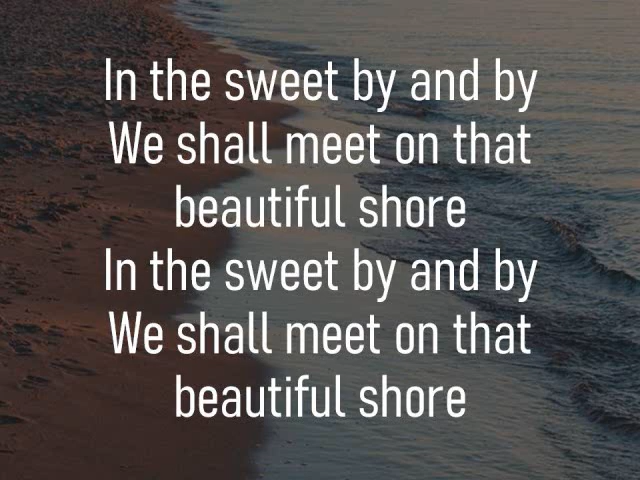 In the sweet by and by
We shall meet on that
beautiful shore
In the sweet by and by
We shall meet on that
beautiful shore